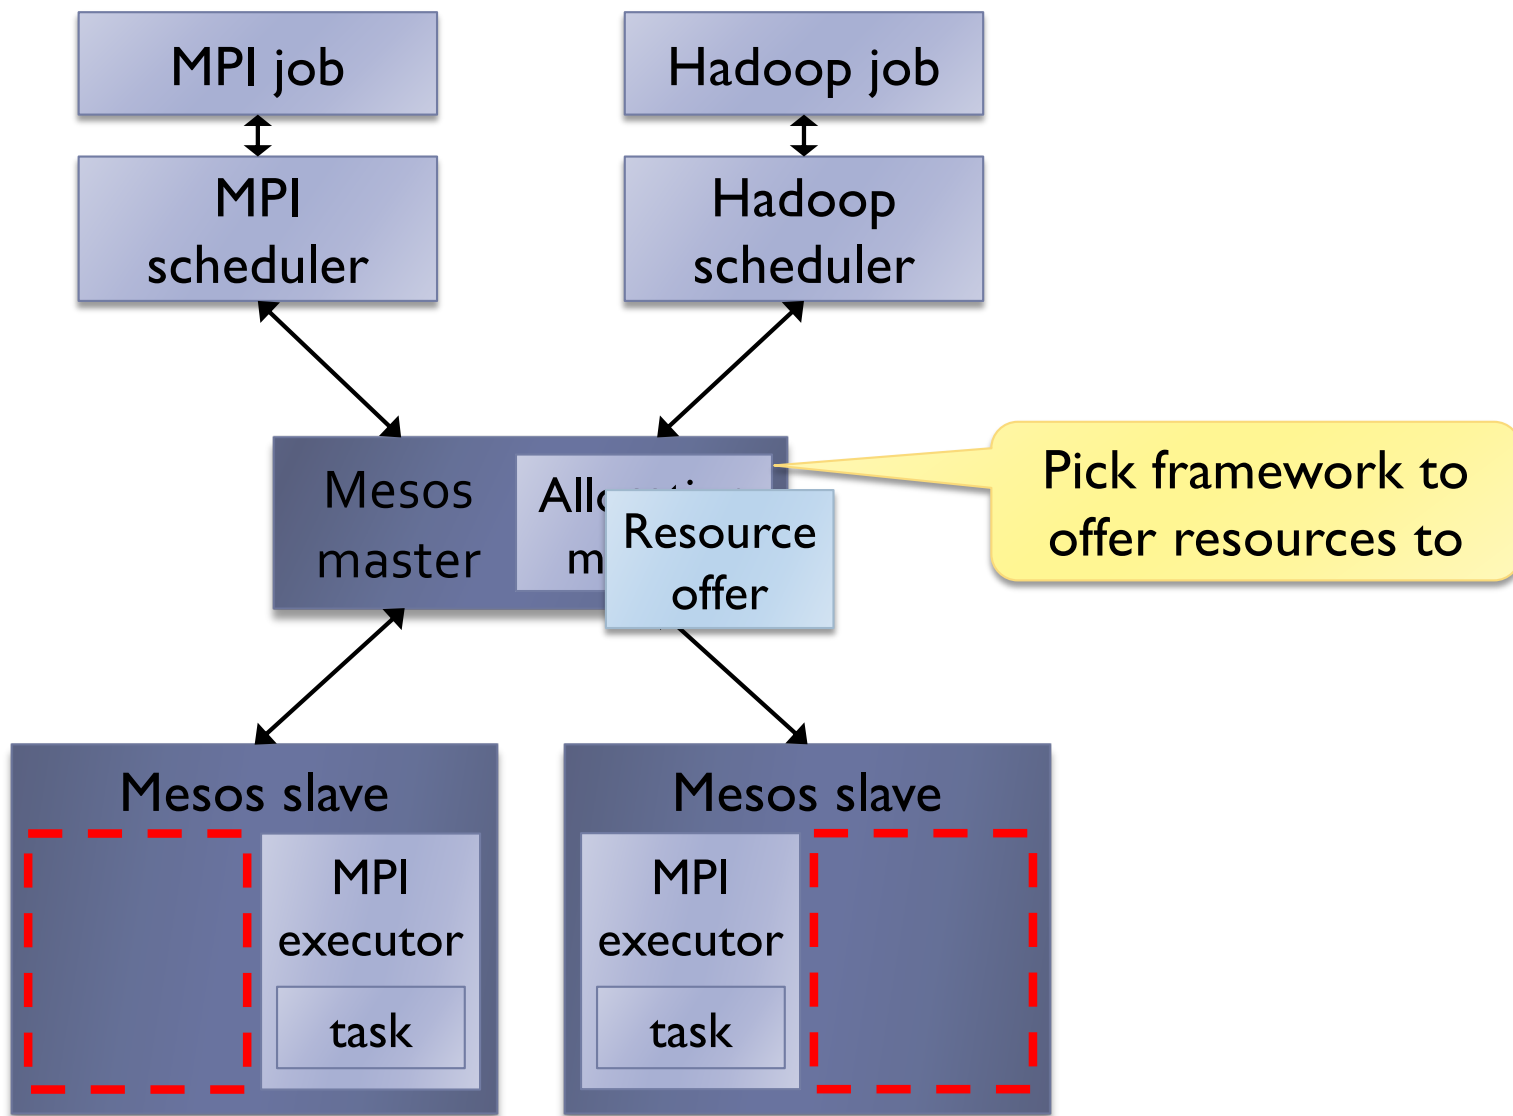 MPI job
Hadoop job
MPI
scheduler
Hadoop
scheduler
Mesos
master
Resource
offer
Pick framework to
offer resources to
Mesos slave
MPI
executor
task
Mesos slave
MPI
executor
task